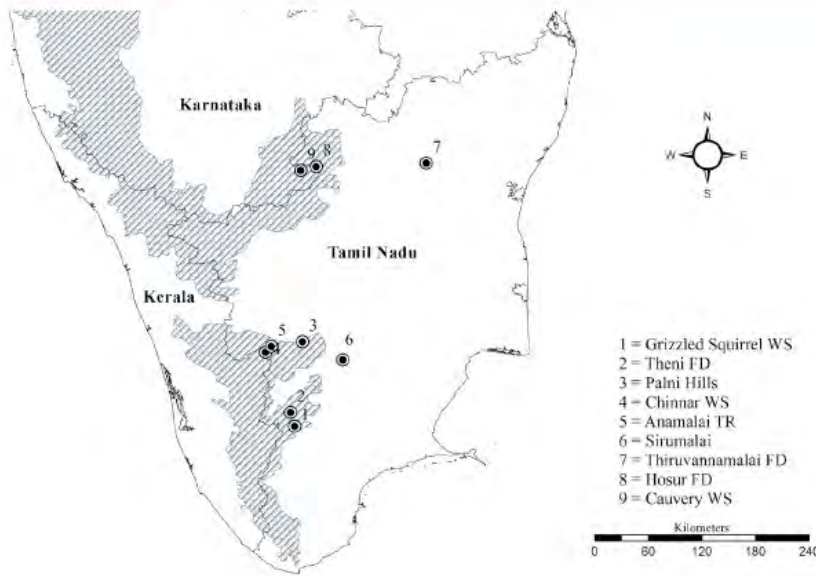 Karnataka
9 8
7
Tamil Nadu
Kerala
5
3
4
6
2
1
N
W E
S
1 = Grizzled Squirrel WS
2 = Theni FD
3 = Palni Hills
4 = Chinnar WS
5 = Anamalai TR
6 = Sirumalai
7 = Thiruvannamalai FD
8 = Hosur FD
9 = Cauvery WS
Kilometers
0 30 60 120 180 240